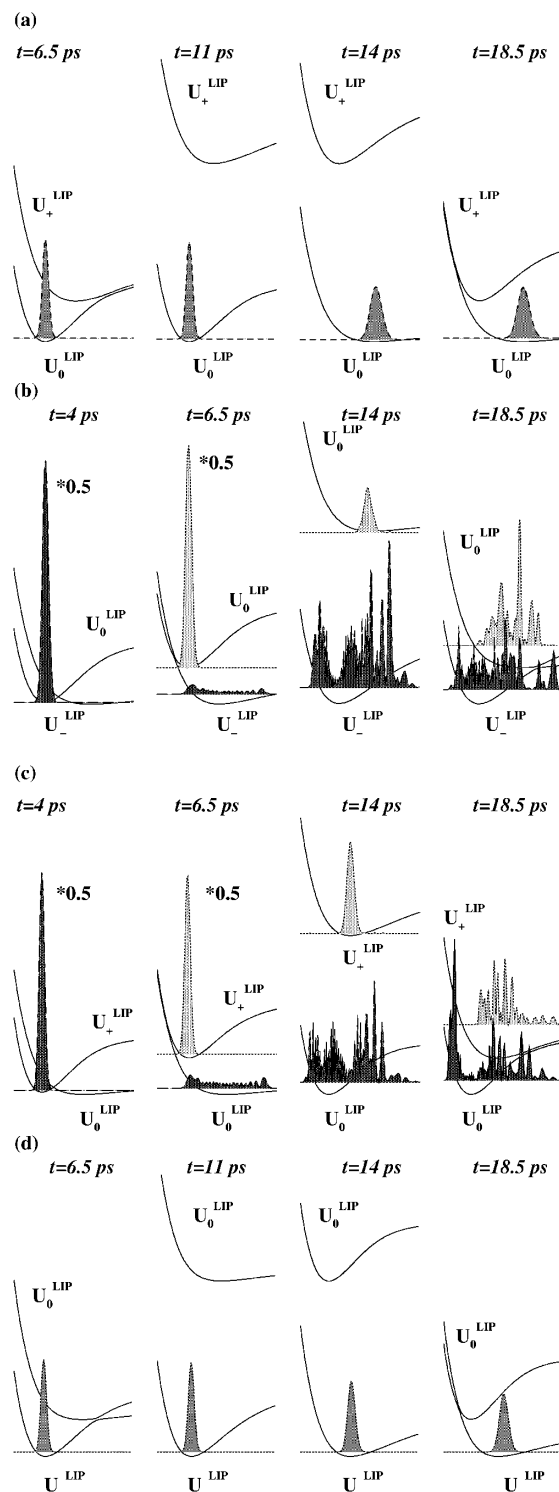 (a)
t=6.5 ps t=11 ps t=14 ps t=18.5 ps
U+LIP U+LIP U+LIP U+LIP
U0LIP U0LIP U0LIP U0LIP
(b)
t=4 ps t=6.5 ps t=14 ps t=18.5 ps
*0.5 *0.5 U0LIP U0LIP
U0LIP U0LIP
U_LIP U_LIP U_LIP U_LIP
(c)
t=4 ps t=6.5 ps t=14 ps t=18.5 ps
*0.5 *0.5 U+LIP U+LIP
U+LIP U+LIP
U0LIP U0LIP U0LIP U0LIP
(d)
t=6.5 ps t=11 ps t=14 ps t=18.5 ps
U0LIP U0LIP U0LIP U0LIP
U LIP U LIP U LIP U LIP